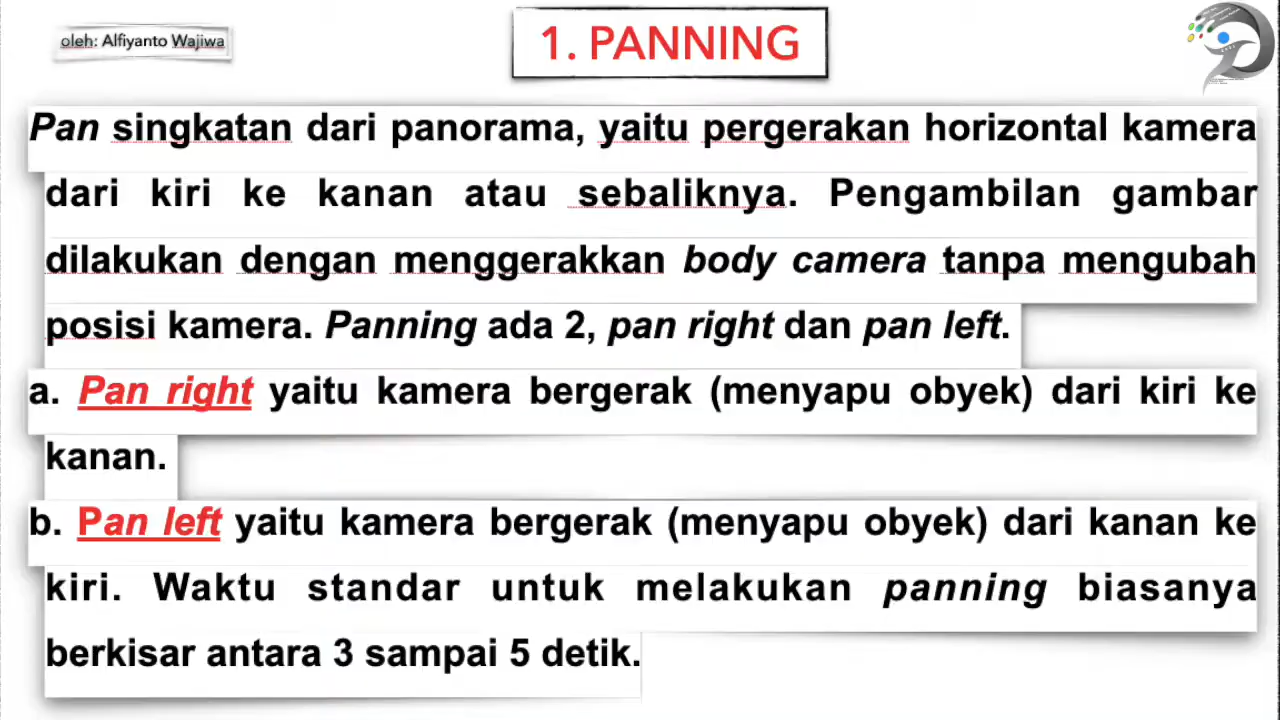 oleh: Alfiyanto Wajiwa
1. PANNING
Pan singkatan dari panorama, yaitu pergerakan horizontal kamera
dari kiri ke kanan atau sebaliknya. Pengambilan gambar
dilakukan dengan menggerakkan body camera tanpa mengubah
posisi kamera. Panning ada 2, pan right dan pan left.
a. Pan right yaitu kamera bergerak (menyapu obyek) dari kiri ke
kanan.
b. Pan left yaitu kamera bergerak (menyapu obyek) dari kanan ke
kiri. Waktu standar untuk melakukan panning biasanya
berkisar antara 3 sampai 5 detik.